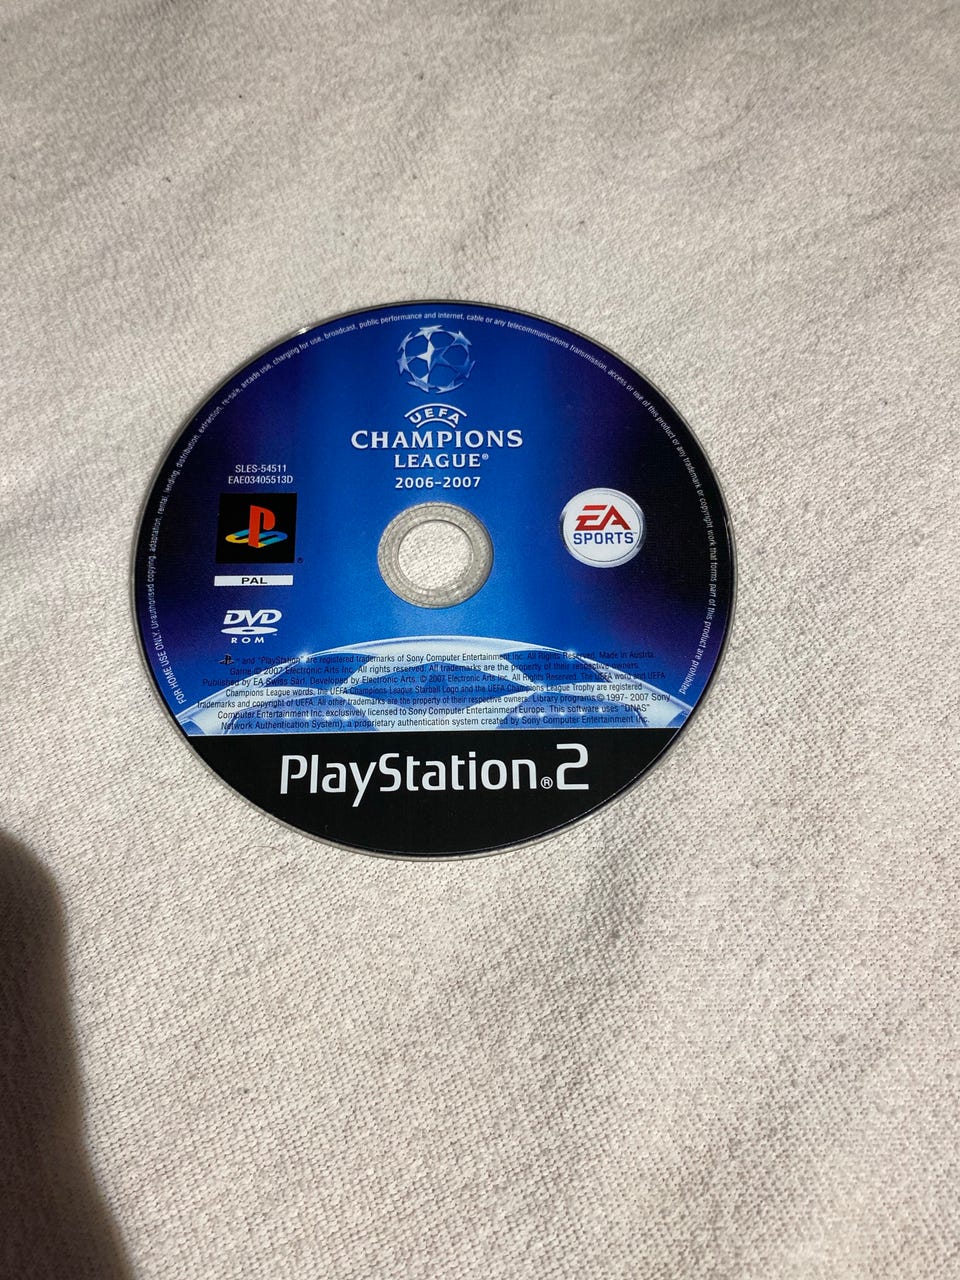 FOR HOME USE ONLY. Unauthorised copying, adaptation, rental, lending, distribution, extraction, re-sale, arcade use, charging for use, broadcast, public performance and internet, cable or any telecommunications transmission, access or use of this product or any trademark or copyright work that forms part of this product are prohibited
UEFA
CHAMPIONS
LEAGUE®
2006-2007
SLES-54511
EAE03405513D
PAL
DVD
ROM
EA
SPORTS™
"PS" and "PlayStation" are registered trademarks of Sony Computer Entertainment Inc. All Rights Reserved. Made in Austria.
Game © 2007 Electronic Arts Inc. All rights reserved. All trademarks are the property of their respective owners.
Published by EA Swiss Sàrl. Developed by Electronic Arts. © 2007 Electronic Arts Inc. All Rights Reserved. The UEFA word and UEFA
Champions League words, the UEFA Champions League Starball Logo and the UEFA Champions League Trophy are registered
trademarks and copyright of UEFA. All other trademarks are the property of their respective owners. Library programs © 1997- 2007 Sony
Computer Entertainment Inc. exclusively licensed to Sony Computer Entertainment Europe. This software uses "DNAS"
Network Authentication System), a proprietary authentication system created by Sony Computer Entertainment Inc.
PlayStation®2